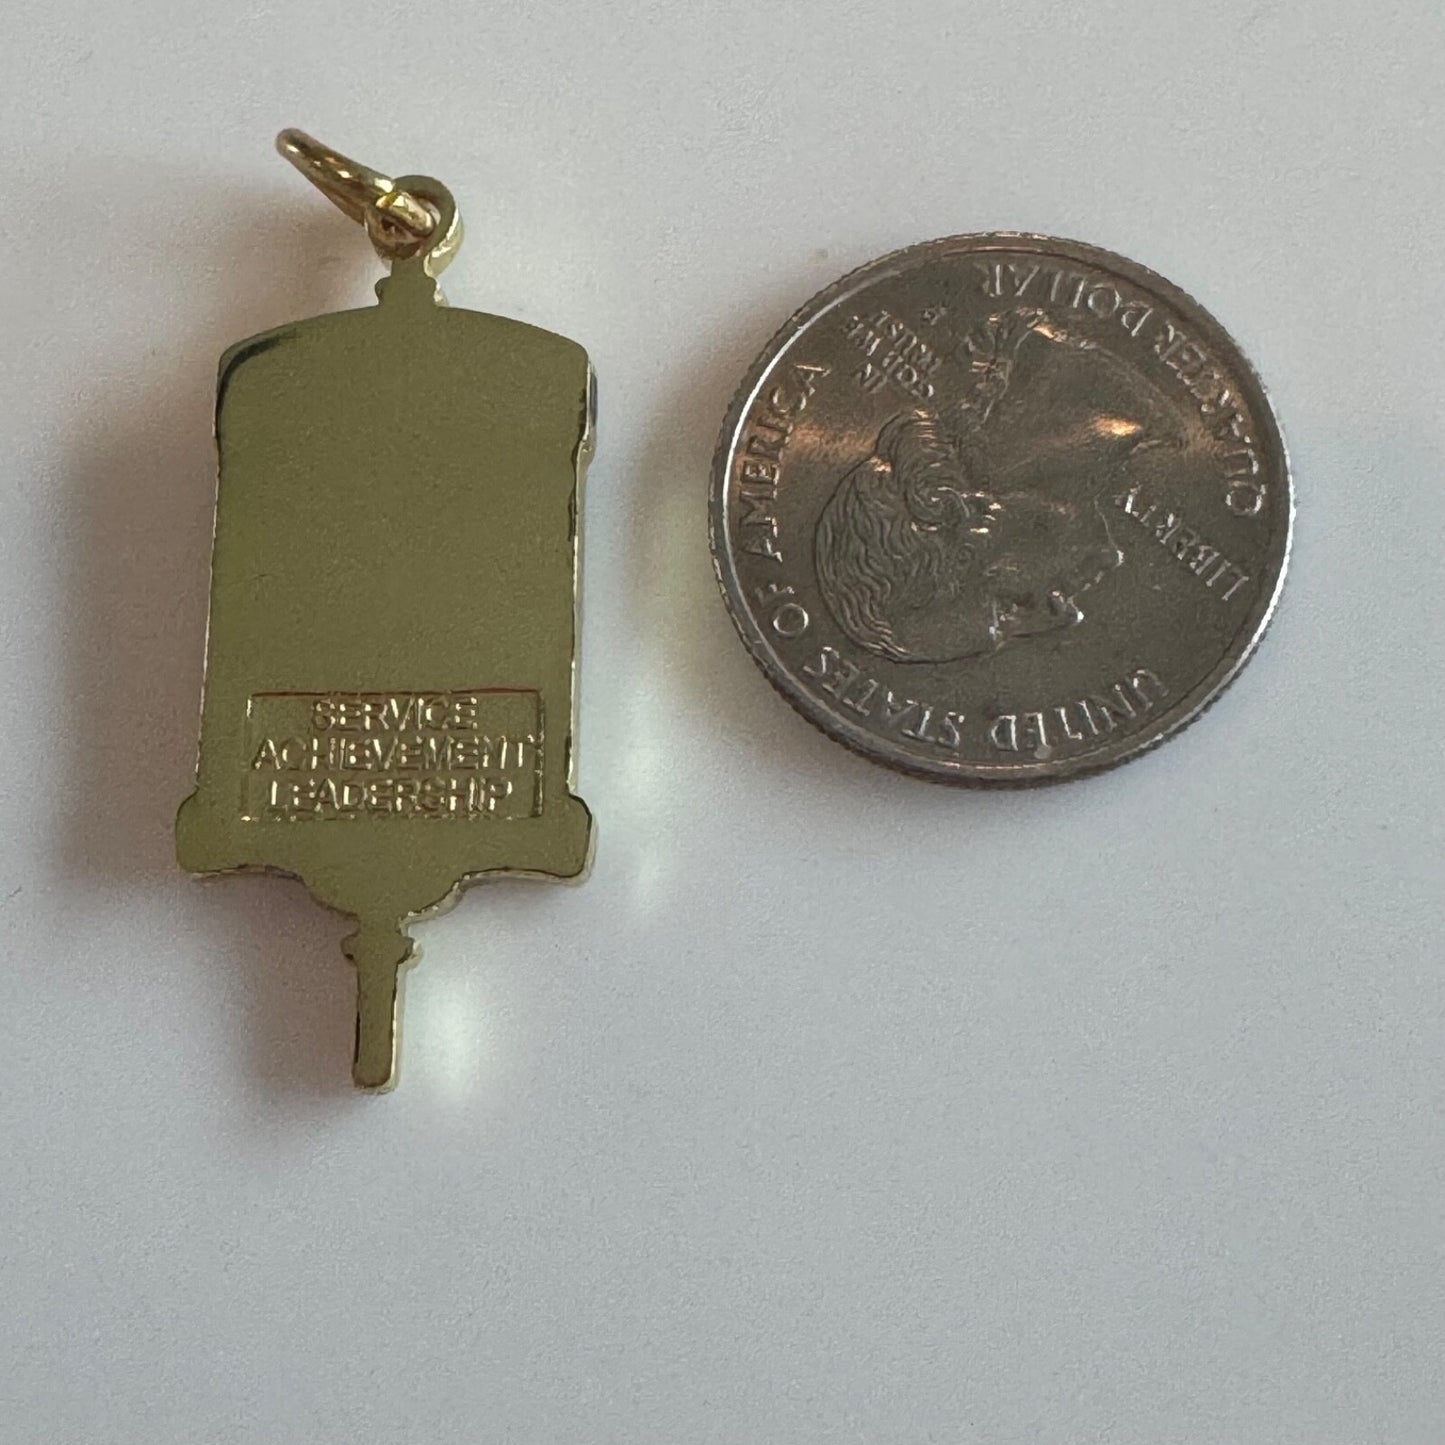 SERVICE
ACHIEVEMENT
LEADERSHIP
UNITED STATES OF AMERICA
LIBERTY
IN
GOD WE
TRUST
QUARTER DOLLAR